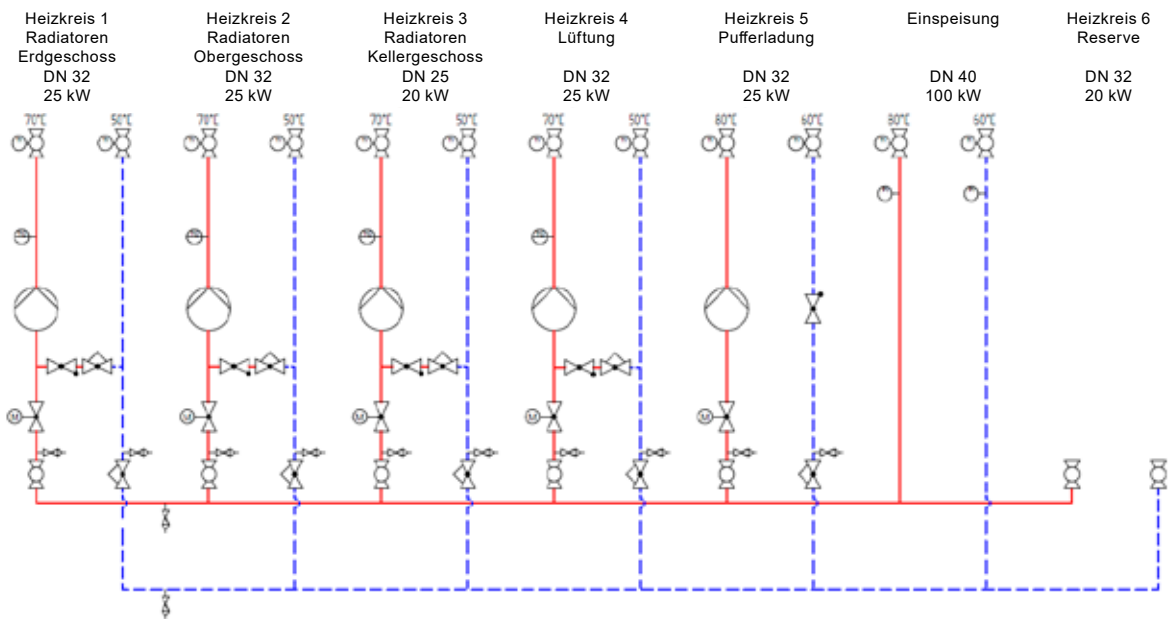 Heizkreis 1
Radiatoren
Erdgeschoss
DN 32
25 kW
Heizkreis 2
Radiatoren
Obergeschoss
DN 32
25 kW
Heizkreis 3
Radiatoren
Kellergeschoss
DN 25
20 kW
Heizkreis 4
Lüftung
DN 32
25 kW
Heizkreis 5
Pufferladung
DN 32
25 kW
Einspeisung
DN 40
100 kW
Heizkreis 6
Reserve
DN 32
20 kW
70°C
50°C
70°C
50°C
70°C
50°C
70°C
50°C
80°C
60°C
80°C
60°C